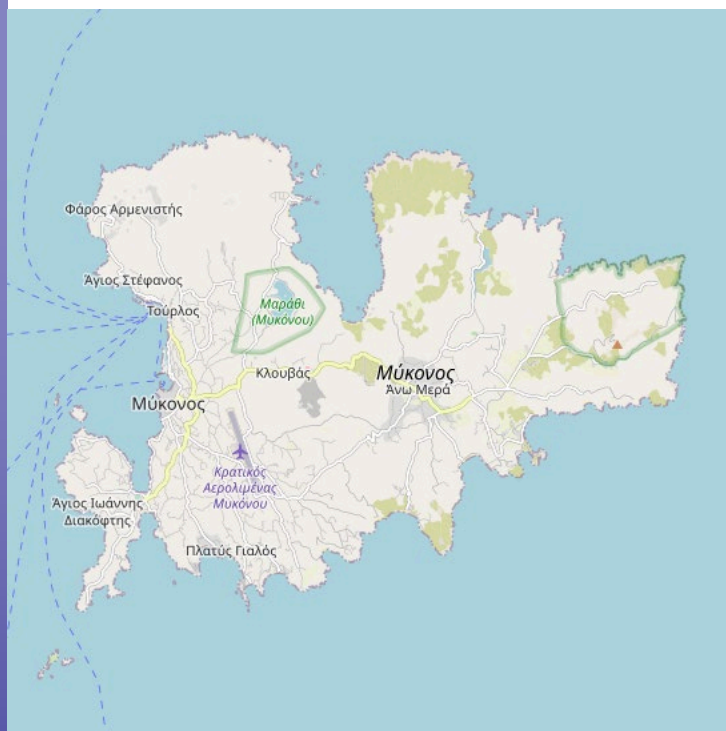 Φάρος Αρμενιστής
Άγιος Στέφανος
Τούρλος
Μαράθι
(Μυκόνου)
Κλουβάς
Μύκονος
Άνω Μερά
Μύκονος
Κρατικός
Αερολιμένας
Μυκόνου
Άγιος Ιωάννης
Διακόφτης
Πλατύς Γιαλός